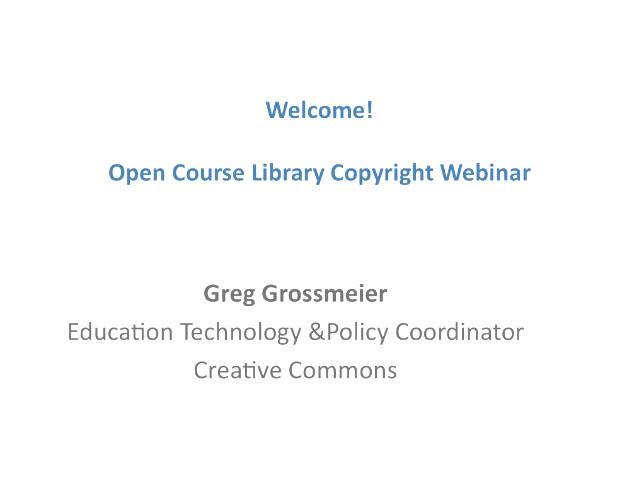 Welcome!
Open Course Library Copyright Webinar
Greg Grossmeier
Education Technology &Policy Coordinator
Creative Commons